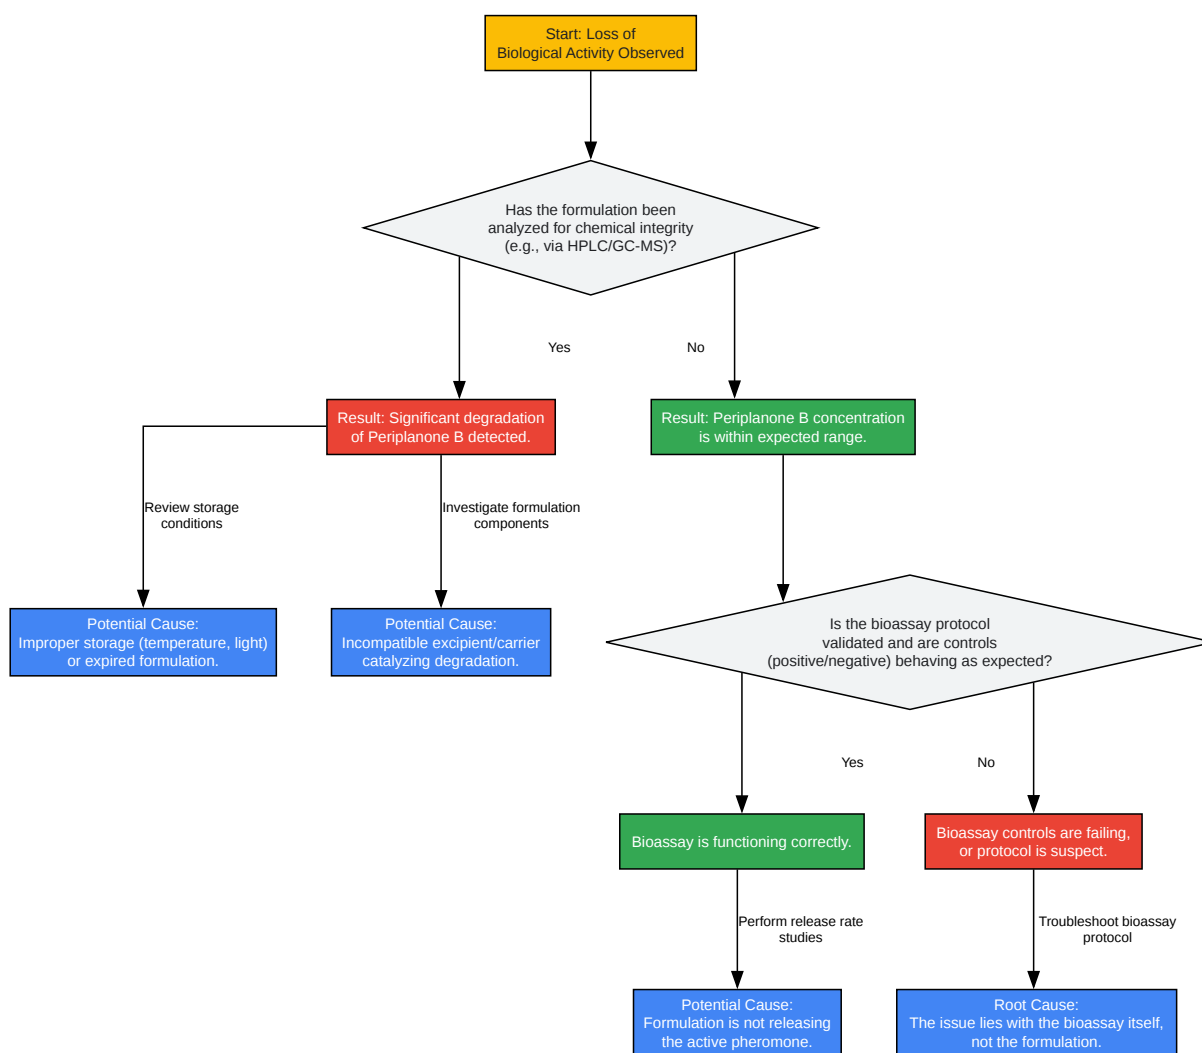 Start: Loss of
Biological Activity Observed
Has the formulation been
analyzed for chemical integrity
(e.g., via HPLC/GC-MS)?
Yes
No
Result: Significant degradation
of Periplanone B detected.
Result: Periplanone B concentration
is within expected range.
Review storage
conditions
Investigate formulation
components
Potential Cause:
Improper storage (temperature, light)
or expired formulation.
Potential Cause:
Incompatible excipient/carrier
catalyzing degradation.
Is the bioassay protocol
validated and are controls
(positive/negative) behaving as expected?
Yes
No
Bioassay is functioning correctly.
Bioassay controls are failing,
or protocol is suspect.
Perform release rate
studies
Troubleshoot bioassay
protocol
Potential Cause:
Formulation is not releasing
the active pheromone.
Root Cause:
The issue lies with the bioassay itself,
not the formulation.